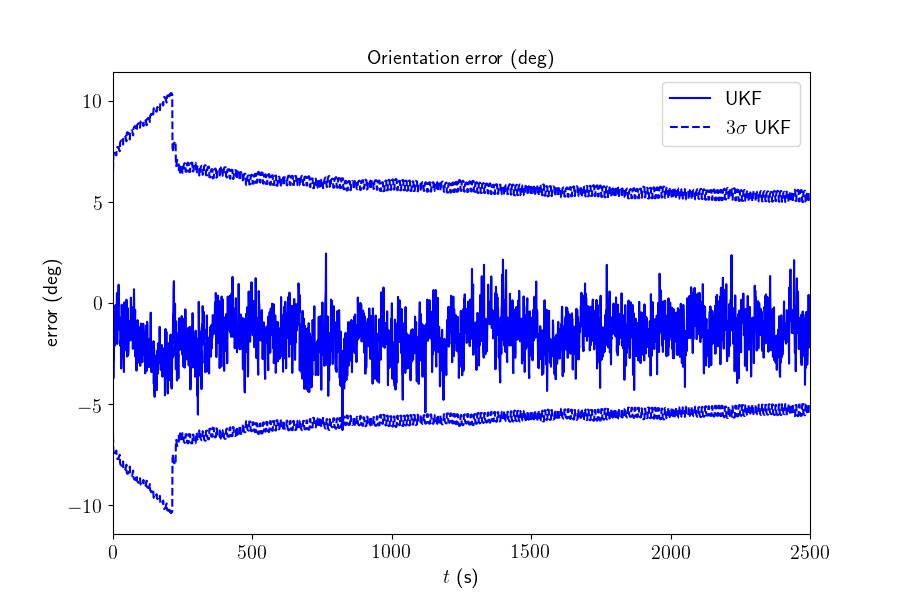 Orientation error (deg)
UKF
3σ UKF
10
5
0
−5
−10
error (deg)
0 500 1000 1500 2000 2500
t (s)